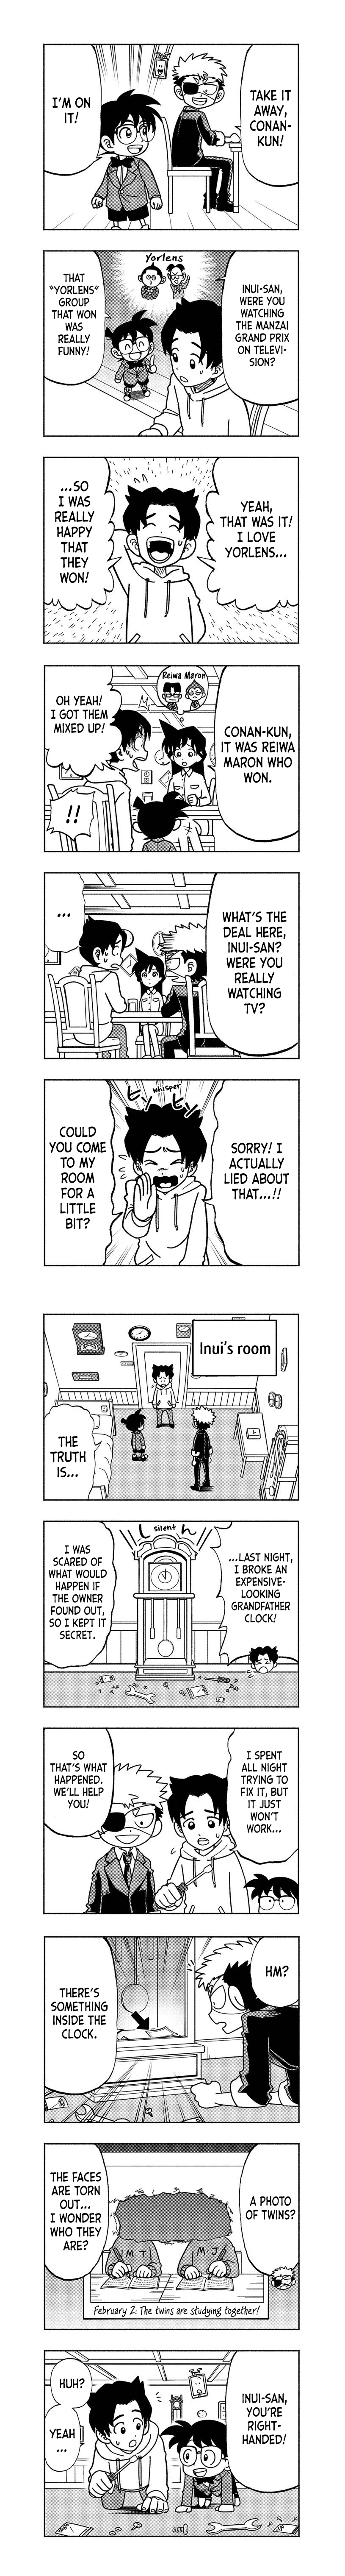 TAKE IT
AWAY,
CONAN-
KUN!
I'M ON
IT!
INUI-SAN,
WERE YOU
WATCHING
THE MANZAI
GRAND PRIX
ON TELEVI-
SION?
Yorlens
THAT
"YORLENS"
GROUP
THAT WON
WAS
REALLY
FUNNY!
YEAH,
THAT WAS IT!
I LOVE
YORLENS...
...SO
I WAS
REALLY
HAPPY
THAT
THEY
WON!
Reiwa Maron
CONAN-KUN,
IT WAS REIWA
MARON WHO
WON.
OH YEAH!
I GOT THEM
MIXED UP!
!!
WHAT'S THE
DEAL HERE,
INUI-SAN?
WERE YOU
REALLY
WATCHING
TV?
...
ヒソ
whisper
ヒソ
SORRY! I
ACTUALLY
LIED ABOUT
THAT...!!
COULD
YOU COME
TO MY
ROOM
FOR A
LITTLE
BIT?
Inui's room
THE
TRUTH
IS...
...LAST NIGHT,
I BROKE AN
EXPENSIVE-
LOOKING
GRANDFATHER
CLOCK!
しーん
silent
I WAS
SCARED OF
WHAT WOULD
HAPPEN IF
THE OWNER
FOUND OUT,
SO I KEPT IT
SECRET.
I SPENT
ALL NIGHT
TRYING TO
FIX IT, BUT
IT JUST
WON'T
WORK...
SO
THAT'S WHAT
HAPPENED.
WE'LL HELP
YOU!
HM?
THERE'S
SOMETHING
INSIDE THE
CLOCK.
A PHOTO
OF TWINS?
THE FACES
ARE TORN
OUT...
I WONDER
WHO THEY
ARE?
M.T
M.J
February 2: The twins are studying together!
INUI-SAN,
YOU'RE
RIGHT-
HANDED!
HUH?
YEAH
...